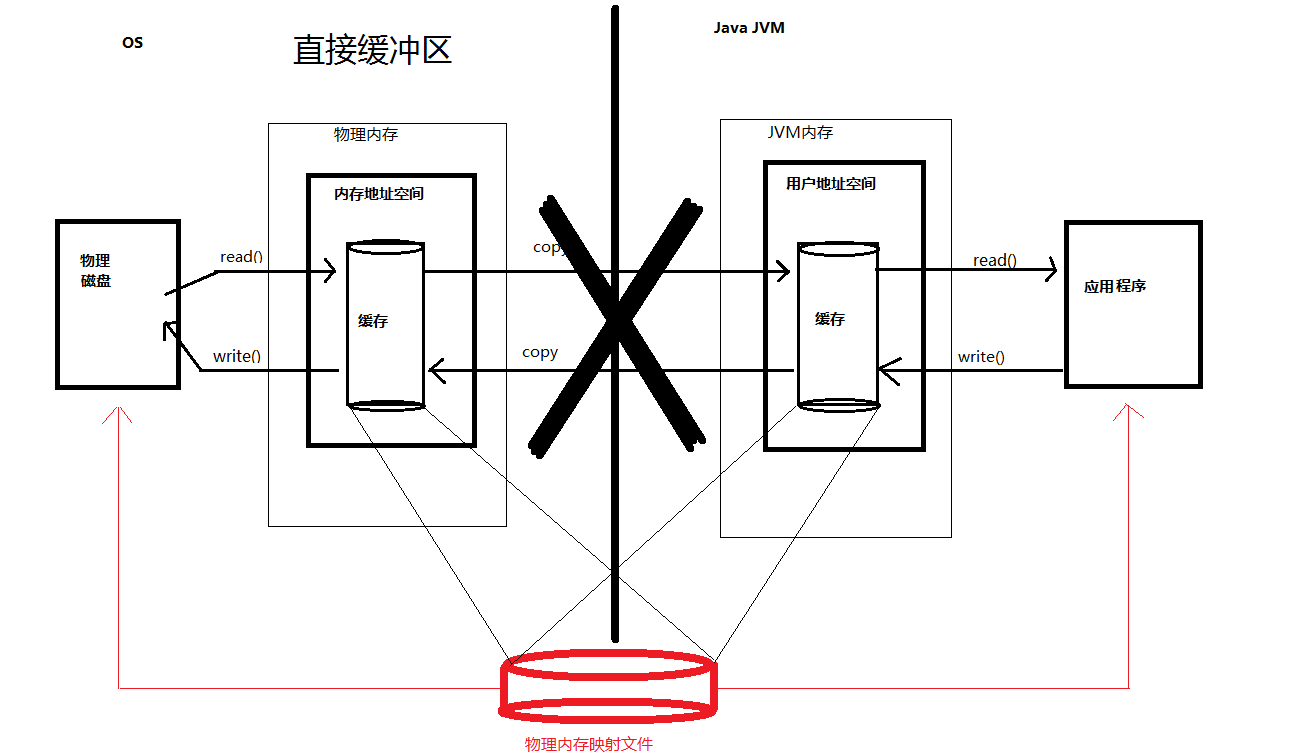 OS
直接缓冲区
Java JVM
物理内存
JVM内存
内存地址空间
用户地址空间
物理
磁盘
read()
copy
read()
应用程序
缓存
缓存
write()
copy
write()
物理内存映射文件